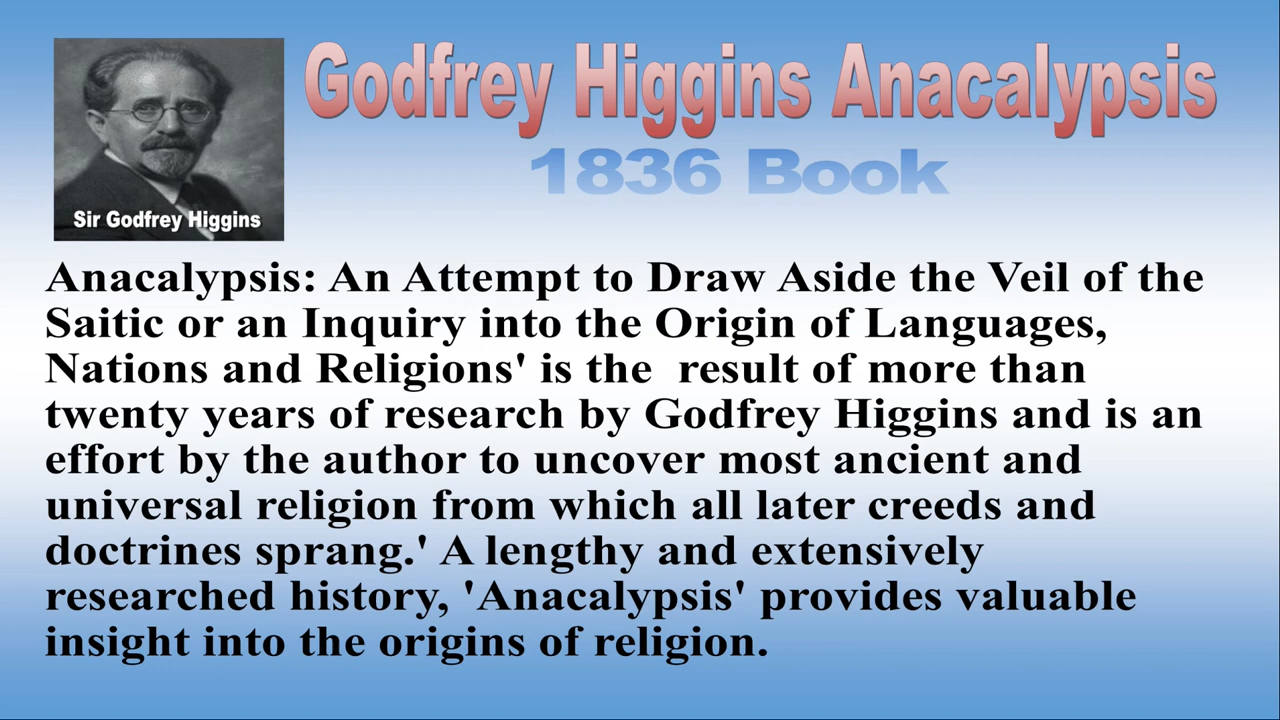 Godfrey Higgins Anacalypsis
1836 Book
Sir Godfrey Higgins
Anacalypsis: An Attempt to Draw Aside the Veil of the
Saitic or an Inquiry into the Origin of Languages,
Nations and Religions' is the  result of more than
twenty years of research by Godfrey Higgins and is an
effort by the author to uncover most ancient and
universal religion from which all later creeds and
doctrines sprang.' A lengthy and extensively
researched history, 'Anacalypsis' provides valuable
insight into the origins of religion.